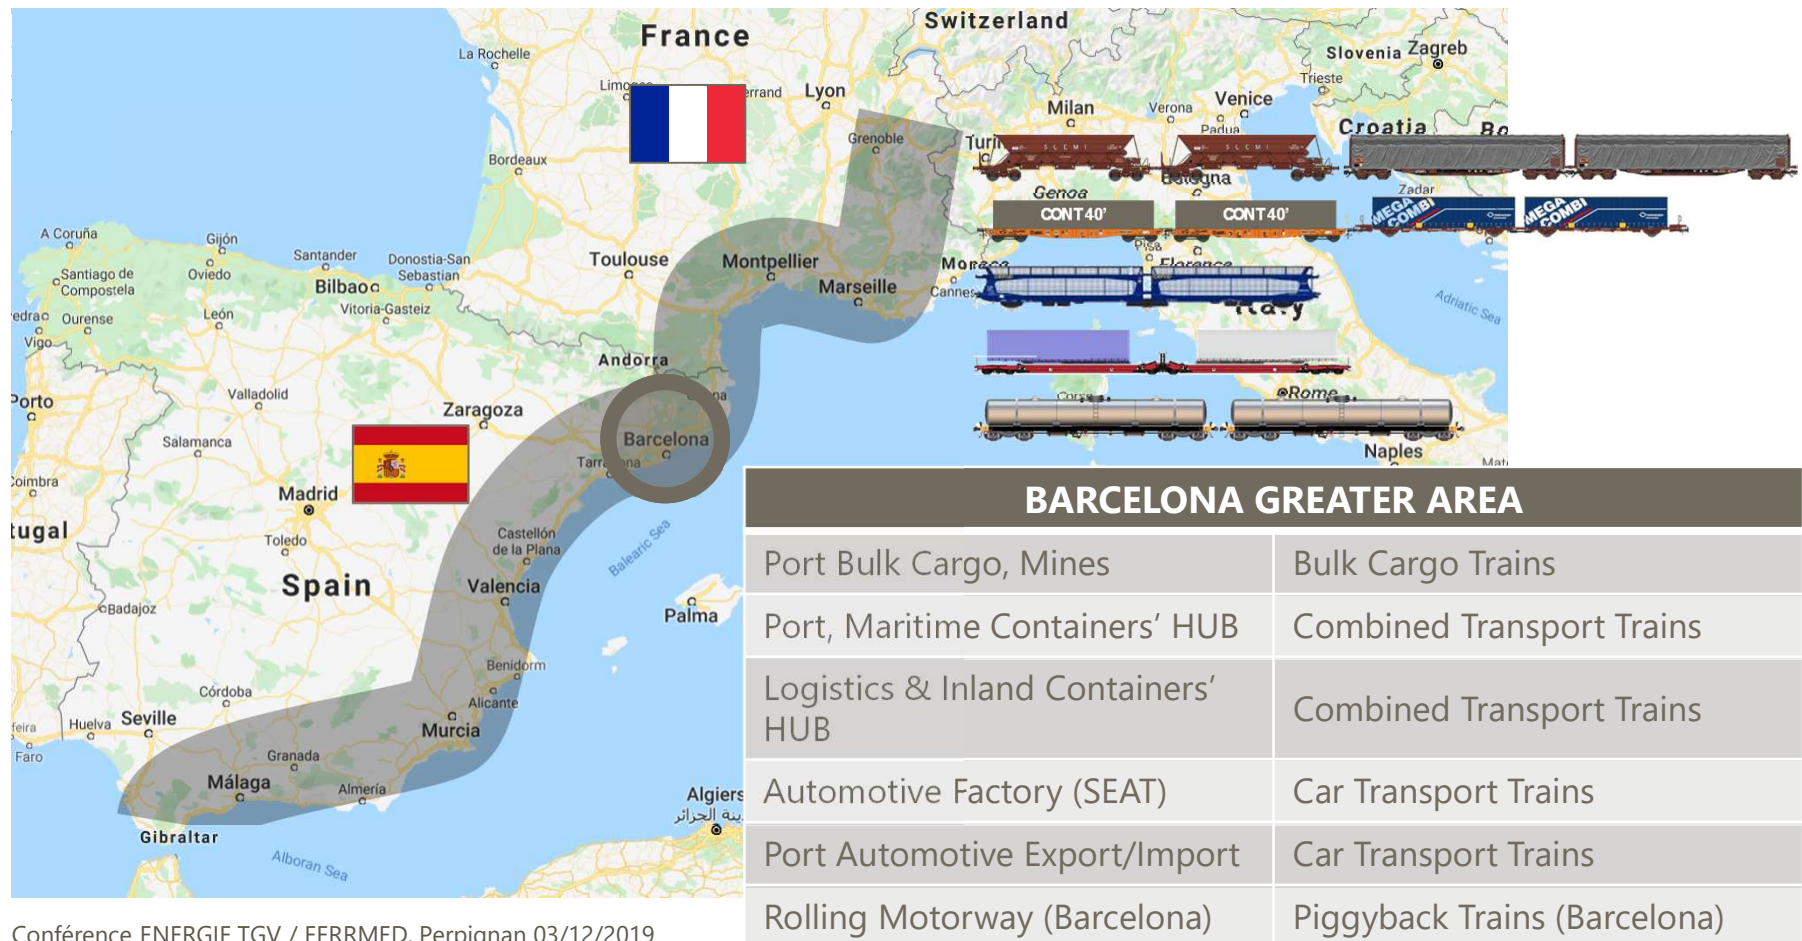 Switzerland
France
La Rochelle
Slovenia
Zagreb
Trieste
Lyon
Milan
Verona
Venice
Padua
Croatia
Grenoble
Bordeaux
S L C M I
S L C M I
Genoa
Zadar
CONT 40'
CONT 40'
MEGA COMBI
MEGA COMBI
Pisa
Florence
A Coruña
Gijón
Santander
Donostia-San
Sebastian
Toulouse
Montpellier
Marseille
Cannes
Santiago de
Compostela
Oviedo
Bilbao
Vitoria-Gasteiz
León
Ourense
Vigo
Adriatic Sea
Italy
Andorra
Valladolid
Zaragoza
Porto
Salamanca
Barcelona
Rome
Naples
Coimbra
Madrid
Toledo
Castellón
de la Plana
Balearic Sea
Spain
Valencia
Badajoz
Palma
Benidorm
Alicante
Córdoba
Huelva
Seville
Murcia
Faro
Granada
Málaga
Almería
Algiers
Gibraltar
Alboran Sea
BARCELONA GREATER AREA
Port Bulk Cargo, Mines
Bulk Cargo Trains
Port, Maritime Containers' HUB
Combined Transport Trains
Logistics & Inland Containers'
HUB
Combined Transport Trains
Automotive Factory (SEAT)
Car Transport Trains
Port Automotive Export/Import
Car Transport Trains
Rolling Motorway (Barcelona)
Piggyback Trains (Barcelona)
Conférence ENERGIE TGV / FERRMED. Perpignan 03/12/2019